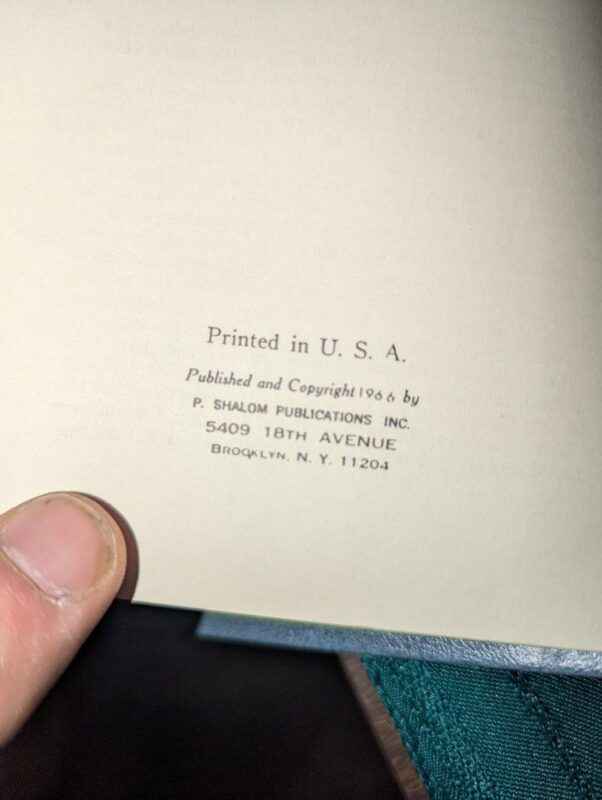 Printed in U. S. A.
Published and Copyright 1966 by
P. SHALOM PUBLICATIONS INC.
5409 18TH AVENUE
BROOKLYN, N. Y. 11204